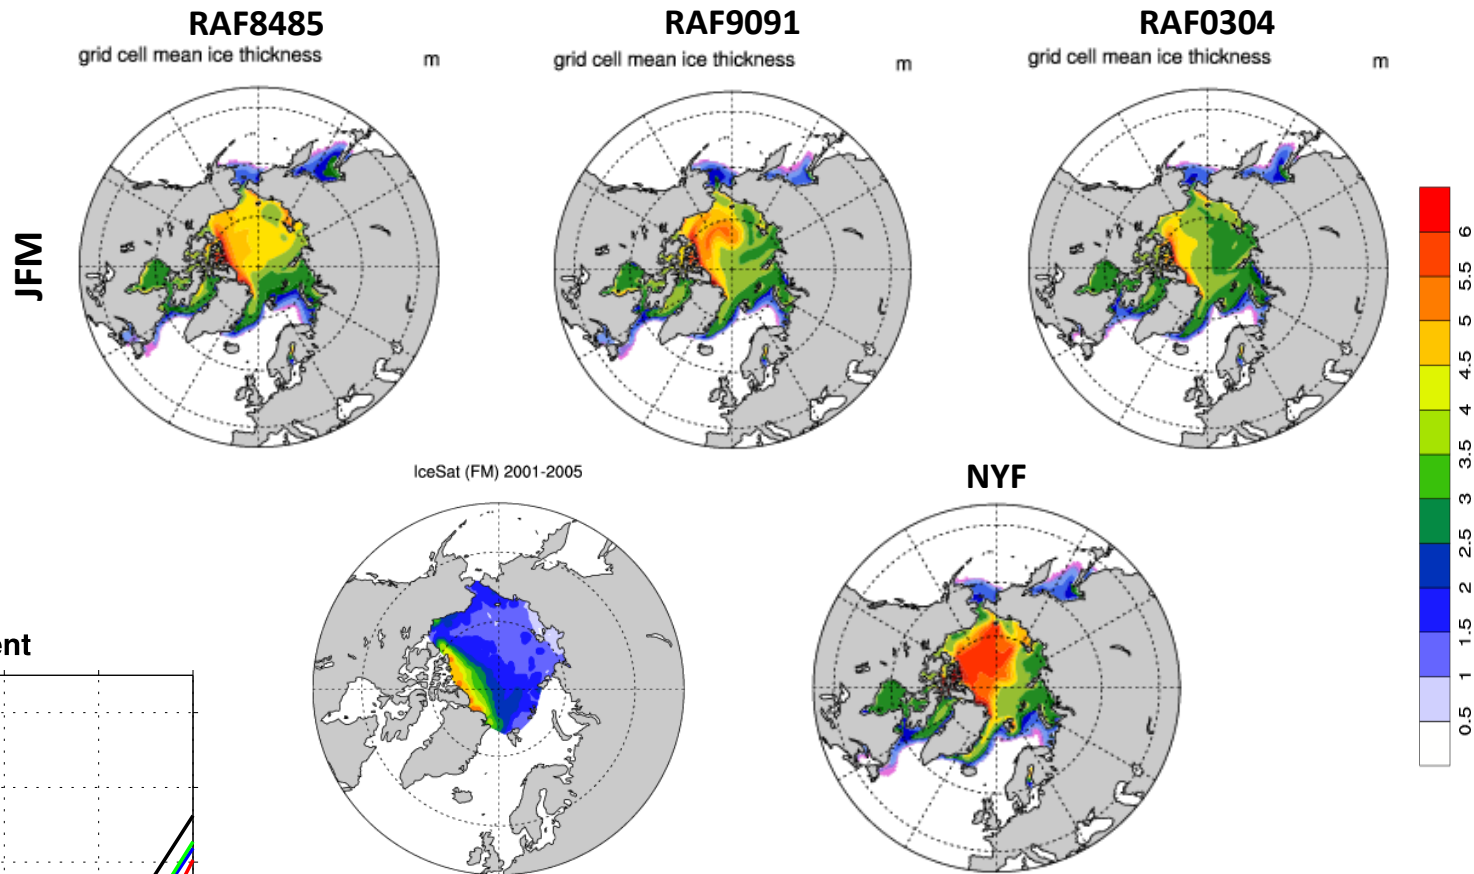 RAF8485
RAF9091
RAF0304
grid cell mean ice thickness m
grid cell mean ice thickness m
grid cell mean ice thickness m
JFM
IceSat (FM) 2001-2005
NYF
ent
6
5.5
5
4.5
4
3.5
3
2.5
2
1.5
1
0.5